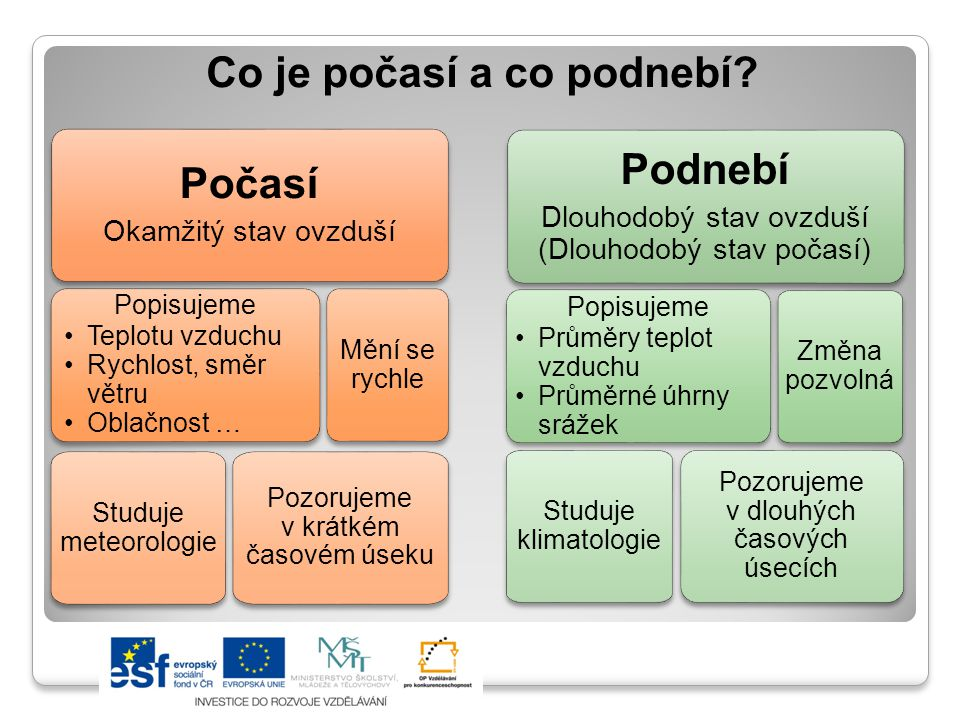 Co je počasí a co podnebí?
Počasí
Okamžitý stav ovzduší
Popisujeme
• Teplotu vzduchu
• Rychlost, směr
větru
• Oblačnost …
Mění se
rychle
Studuje
meteorologie
Pozorujeme
v krátkém
časovém úseku
Podnebí
Dlouhodobý stav ovzduší
(Dlouhodobý stav počasí)
Popisujeme
• Průměry teplot
vzduchu
• Průměrné úhrny
srážek
Změna
pozvolná
Studuje
klimatologie
Pozorujeme
v dlouhých
časových
úsecích
esf
evropský
sociální
fond v ČR
EVROPSKÁ UNIE
MŠMT
MINISTERSTVO ŠKOLSTVÍ,
MLÁDEŽE A TĚLOVÝCHOVY
OP Vzdělávání
pro konkurenceschopnost
INVESTICE DO ROZVOJE VZDĚLÁVÁNÍ